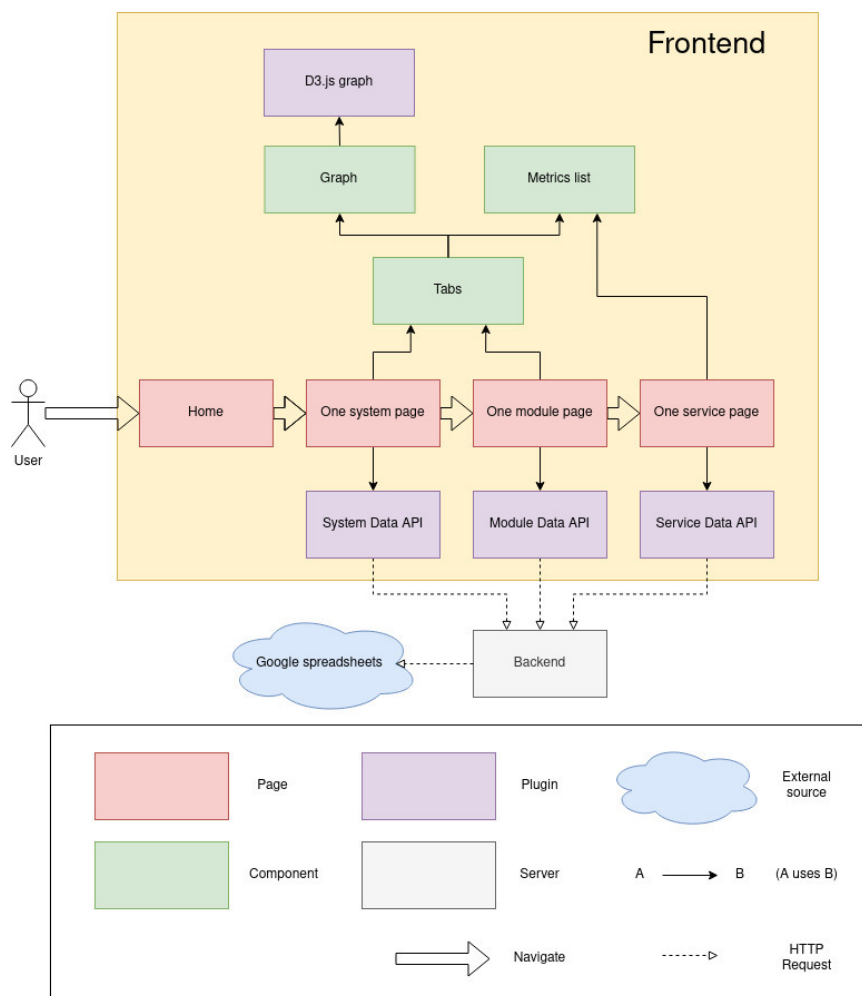 Frontend
D3.js graph
Graph
Metrics list
Tabs
Home
One system page
One module page
One service page
User
System Data API
Module Data API
Service Data API
Google spreadsheets
Backend
Page
Plugin
External
source
Component
Server
A
B
(A uses B)
Navigate
HTTP
Request